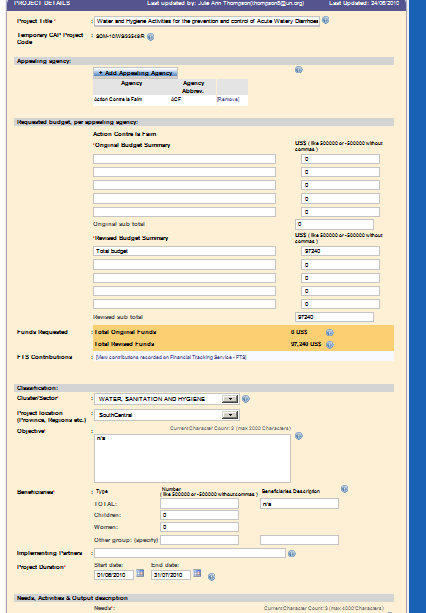 PROJECT DETAILS Last updated by: Julie Ann Thompson(thompson8@un.org) Last Updated: 24/06/2010
Project Title * : Water and Hygiene Activities for the prevention and control of Acute Watery Diarrhoea
Temporary CAP Project Code : SOM-10/WS/
Appealing agency:
+ Add Appealing Agency
Agency Agency Abbrev.
Action Contre la Faim ACF [Remove]
Requested budget, per appealing agency:
Action Contre la Faim
*Original Budget Summary US$ ( like 500000 or -500000 without commas )
0
0
0
0
0
Original sub total 0
*Revised Budget Summary US$ ( like 500000 or -500000 without commas )
Total budget 97240
0
0
0
0
Revised sub total 97240
Funds Requested : Total Original Funds 0 US$
Total Revised Funds 97,240 US$
FTS Contributions : [View contributions recorded on Financial Tracking Service - FTS]
Classification:
Cluster/Sector* : WATER, SANITATION AND HYGIENE
Project location (Province, Regions etc.) : SouthCentral
Objective* : Current Character Count: 3 (max 2000 Characters)
n/a
Beneficiaries* : Type Number (like 500000 or -500000 without commas ) Beneficiaries Description
TOTAL: n/a
Children: 0
Women: 0
Other group: (specify)
Implementing Partners :
Project Duration* : Start date: End date:
01/06/2010 31/07/2010
Needs, Activities & Output description
Needs*: Current Character Count: 3 (max 4000 Characters)